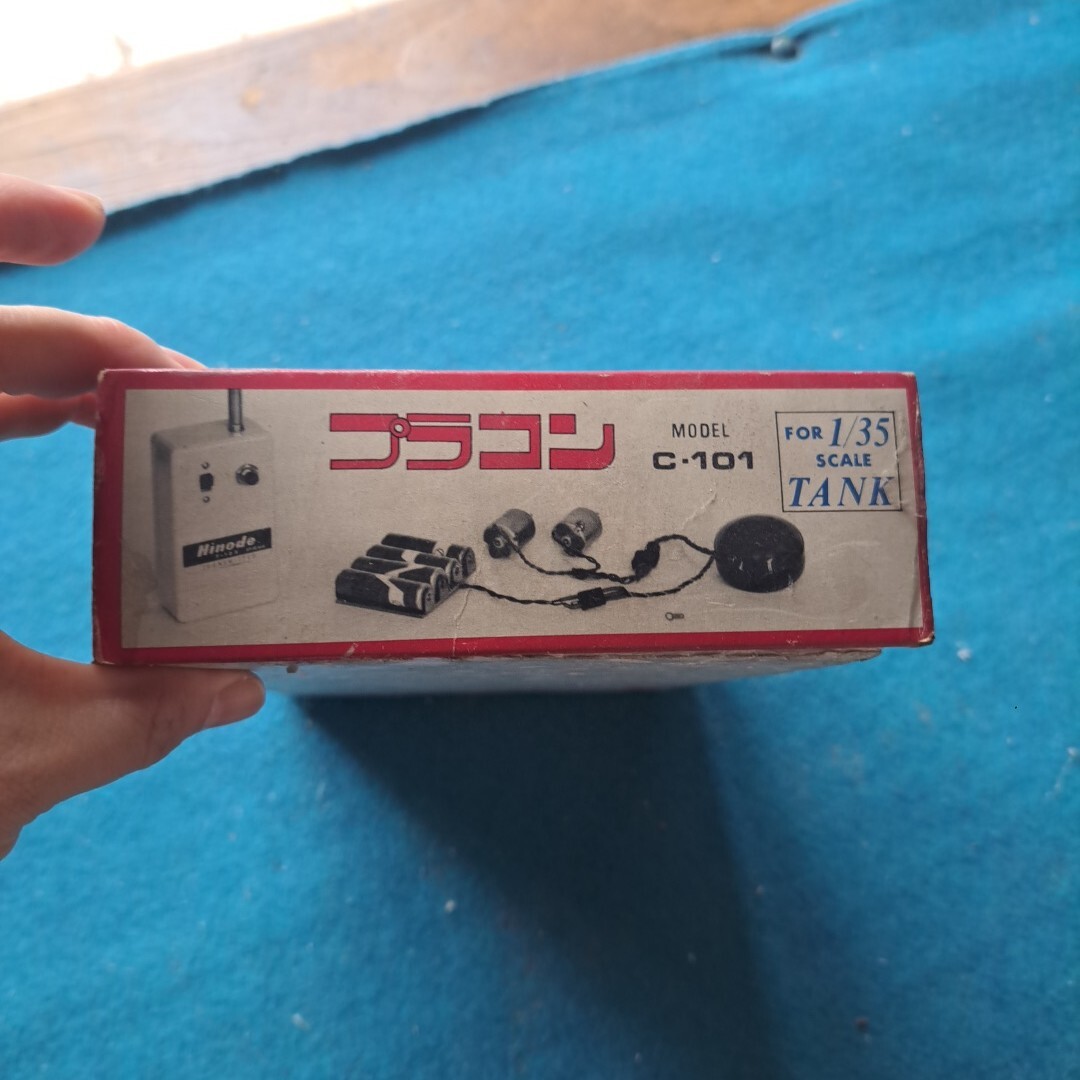 プラコン
MODEL
C-101
FOR 1/35
SCALE
TANK
Hinode